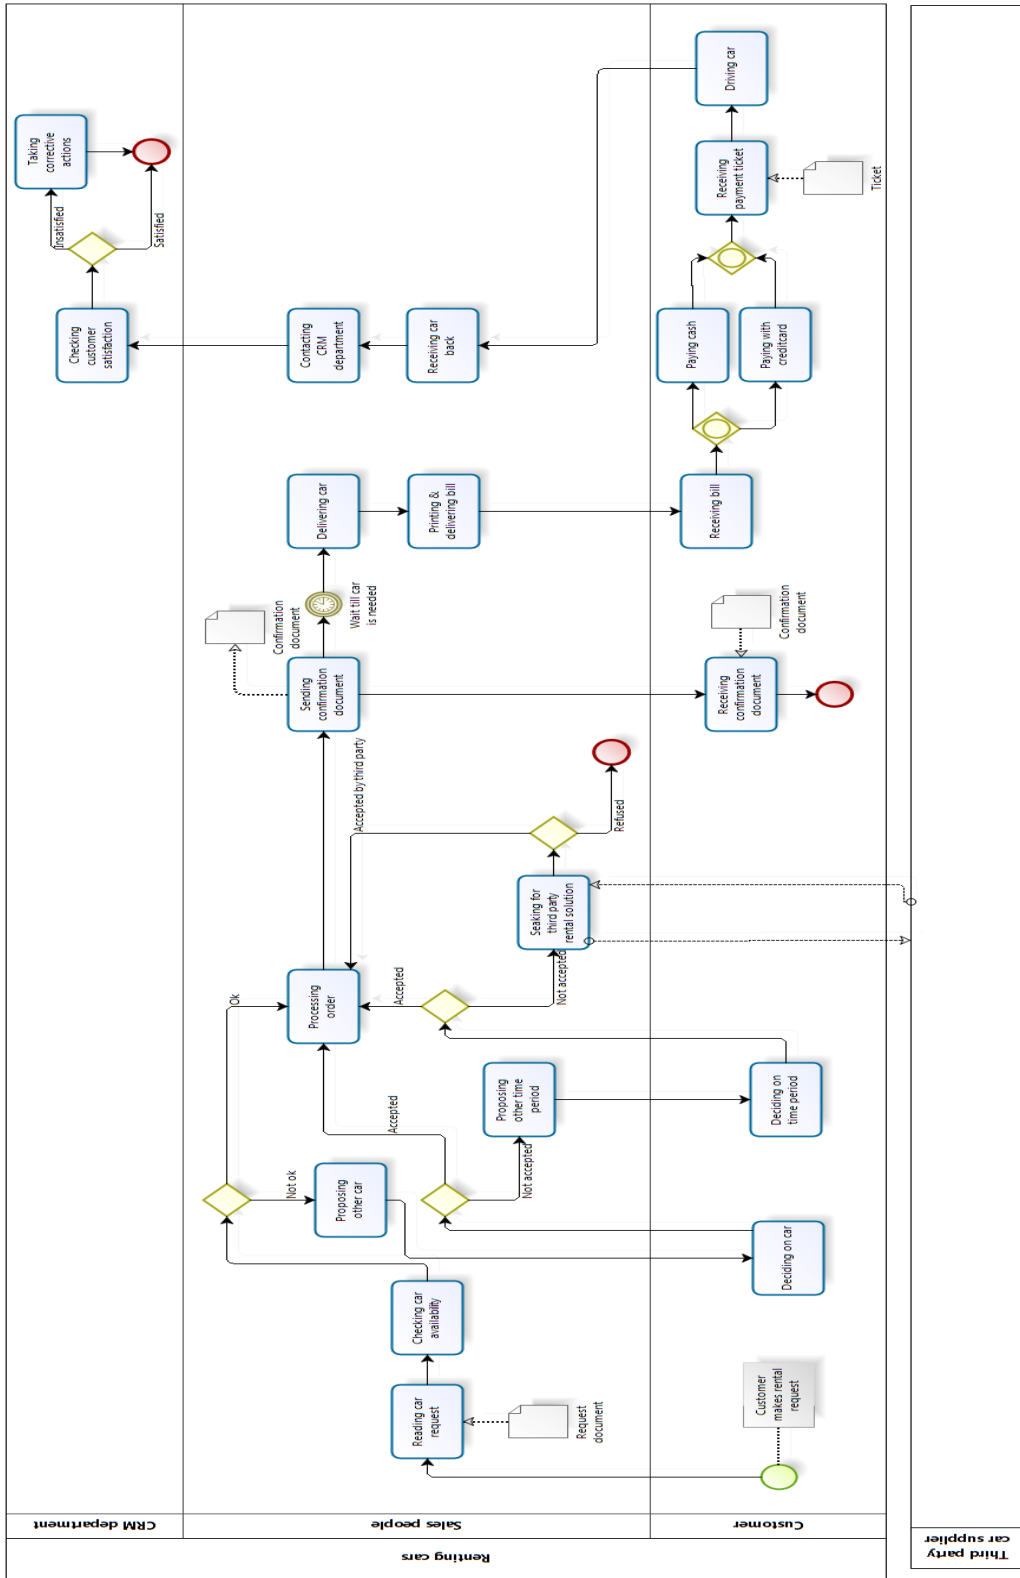 Renting cars
CRM department
Sales people
Customer
Third party
car supplier
Customer
makes rental
request
Reading car
request
Request
document
Checking car
availability
Ok
Not ok
Proposing
other car
Deciding on car
Accepted
Not accepted
Proposing
other time
period
Deciding on
time period
Accepted
Not accepted
Processing
order
Seaking for
third party
rental solution
Accepted by third party
Refused
Sending
confirmation
document
Confirmation
document
Receiving
confirmation
document
Confirmation
document
Wait till car
is needed
Delivering car
Printing &
delivering bill
Receiving bill
Paying cash
Paying with
creditcard
Receiving
payment ticket
Ticket
Driving car
Receiving car
back
Contacting
CRM
department
Checking
customer
satisfaction
Insatisfied
Satisfied
Taking
corrective
actions